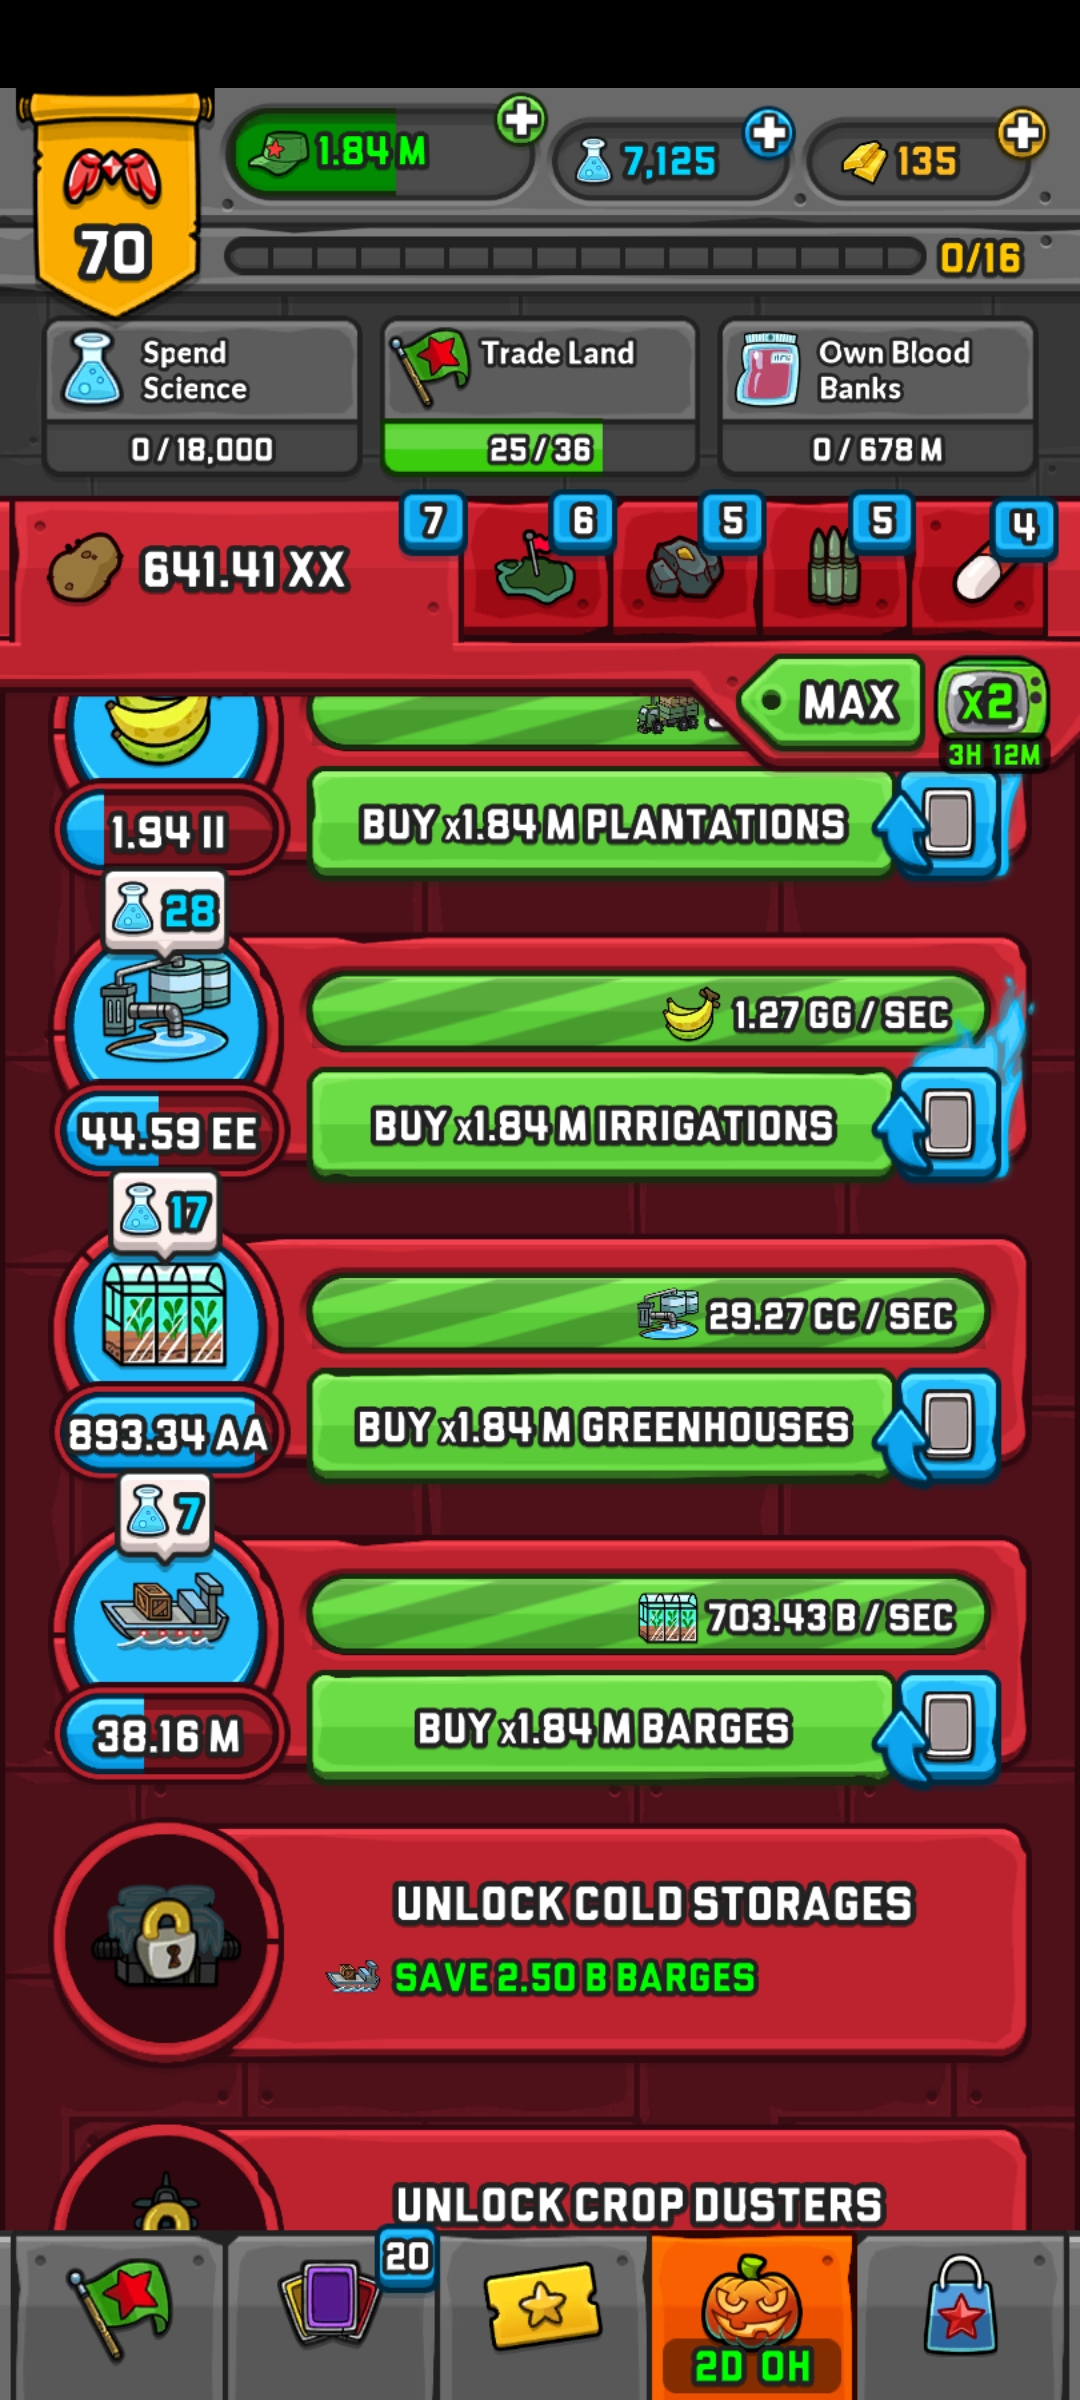 70
1.84 M
7,125
135
0/16
Spend
Science
0 / 18,000
Trade Land
25 / 36
Own Blood
Banks
0 / 678 M
641.41 XX
7
6
5
5
4
MAX
x2
3H 12M
1.94 II
BUY x1.84 M PLANTATIONS
28
1.27 GG / SEC
44.59 EE
BUY x1.84 M IRRIGATIONS
17
29.27 CC / SEC
893.34 AA
BUY x1.84 M GREENHOUSES
7
703.43 B / SEC
38.16 M
BUY x1.84 M BARGES
UNLOCK COLD STORAGES
SAVE 2.50 B BARGES
UNLOCK CROP DUSTERS
20
2D 0H